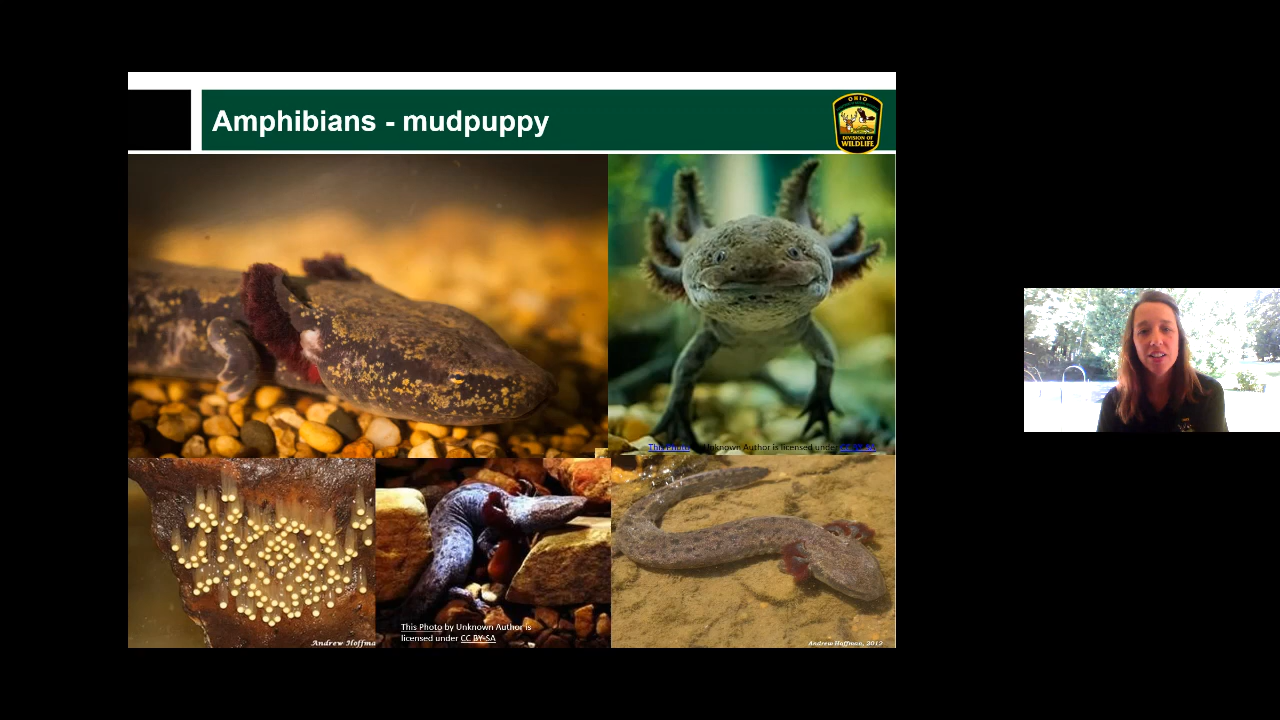 Amphibians - mudpuppy
OHIO
DIVISION OF
WILDLIFE
This Photo by Unknown Author is licensed under CC BY-SA
Andrew Hoffma
This Photo by Unknown Author is
licensed under CC BY-SA
Andrew Hoffman, 2012